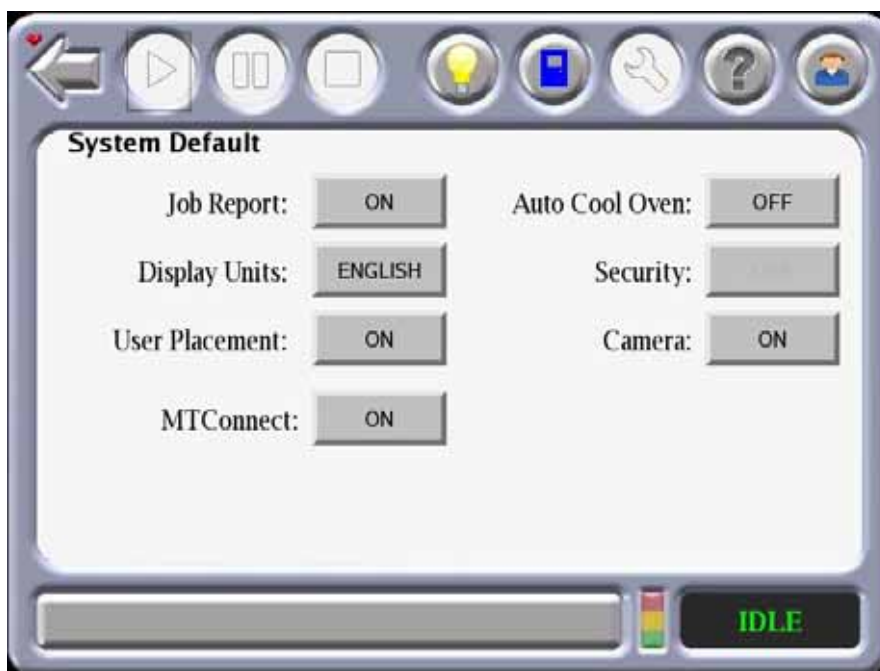 System Default
Job Report: ON
Auto Cool Oven: OFF
Display Units: ENGLISH
Security:
User Placement: ON
Camera: ON
MTConnect: ON
IDLE